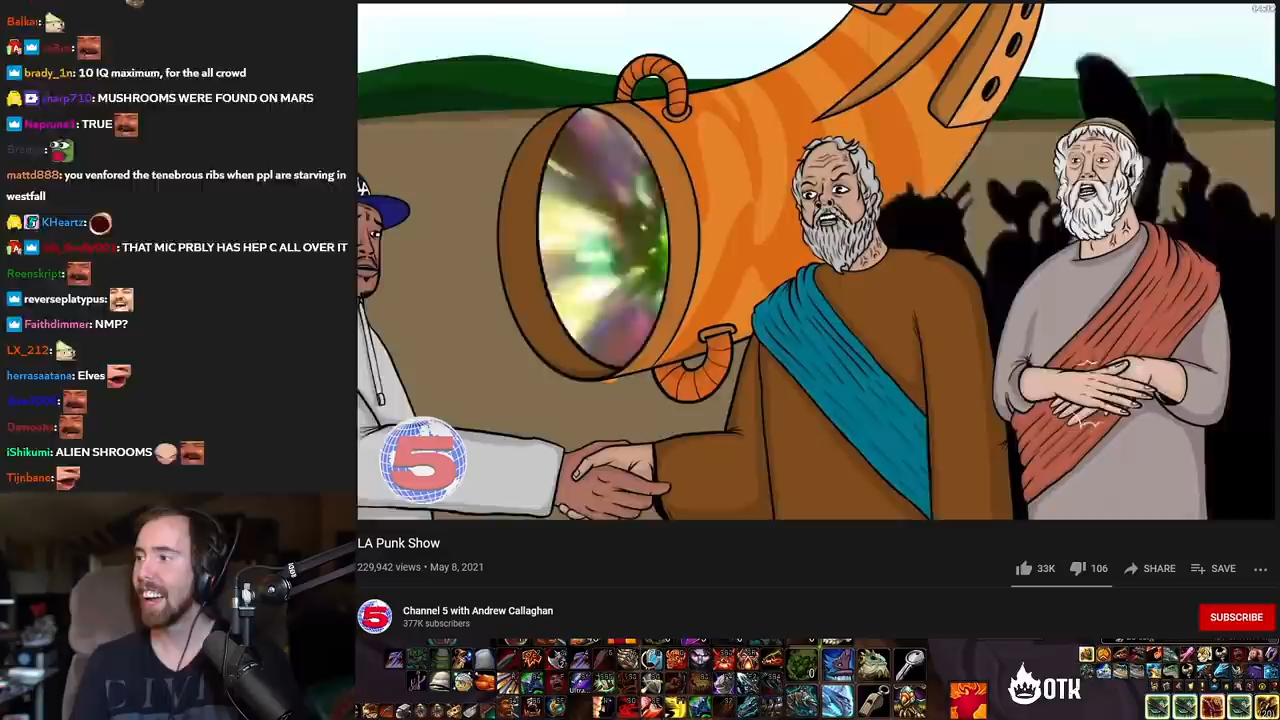 Balkar:
brady_1n: 10 IQ maximum, for the all crowd
MUSHROOMS WERE FOUND ON MARS
TRUE
mattd888: you venfored the tenebrous ribs when ppl are starving in
westfall
KHeartz:
THAT MIC PRBLY HAS HEP C ALL OVER IT
Reenskript:
reverseplatypus:
Faithdimmer: NMP?
LX_212:
herrasaatana: Elves
iShikumi: ALIEN SHROOMS
Tijnbane:
5
LA Punk Show
229,942 views • May 8, 2021
33K
106
SHARE
SAVE
5
Channel 5 with Andrew Callaghan
377K subscribers
SUBSCRIBE
OTK